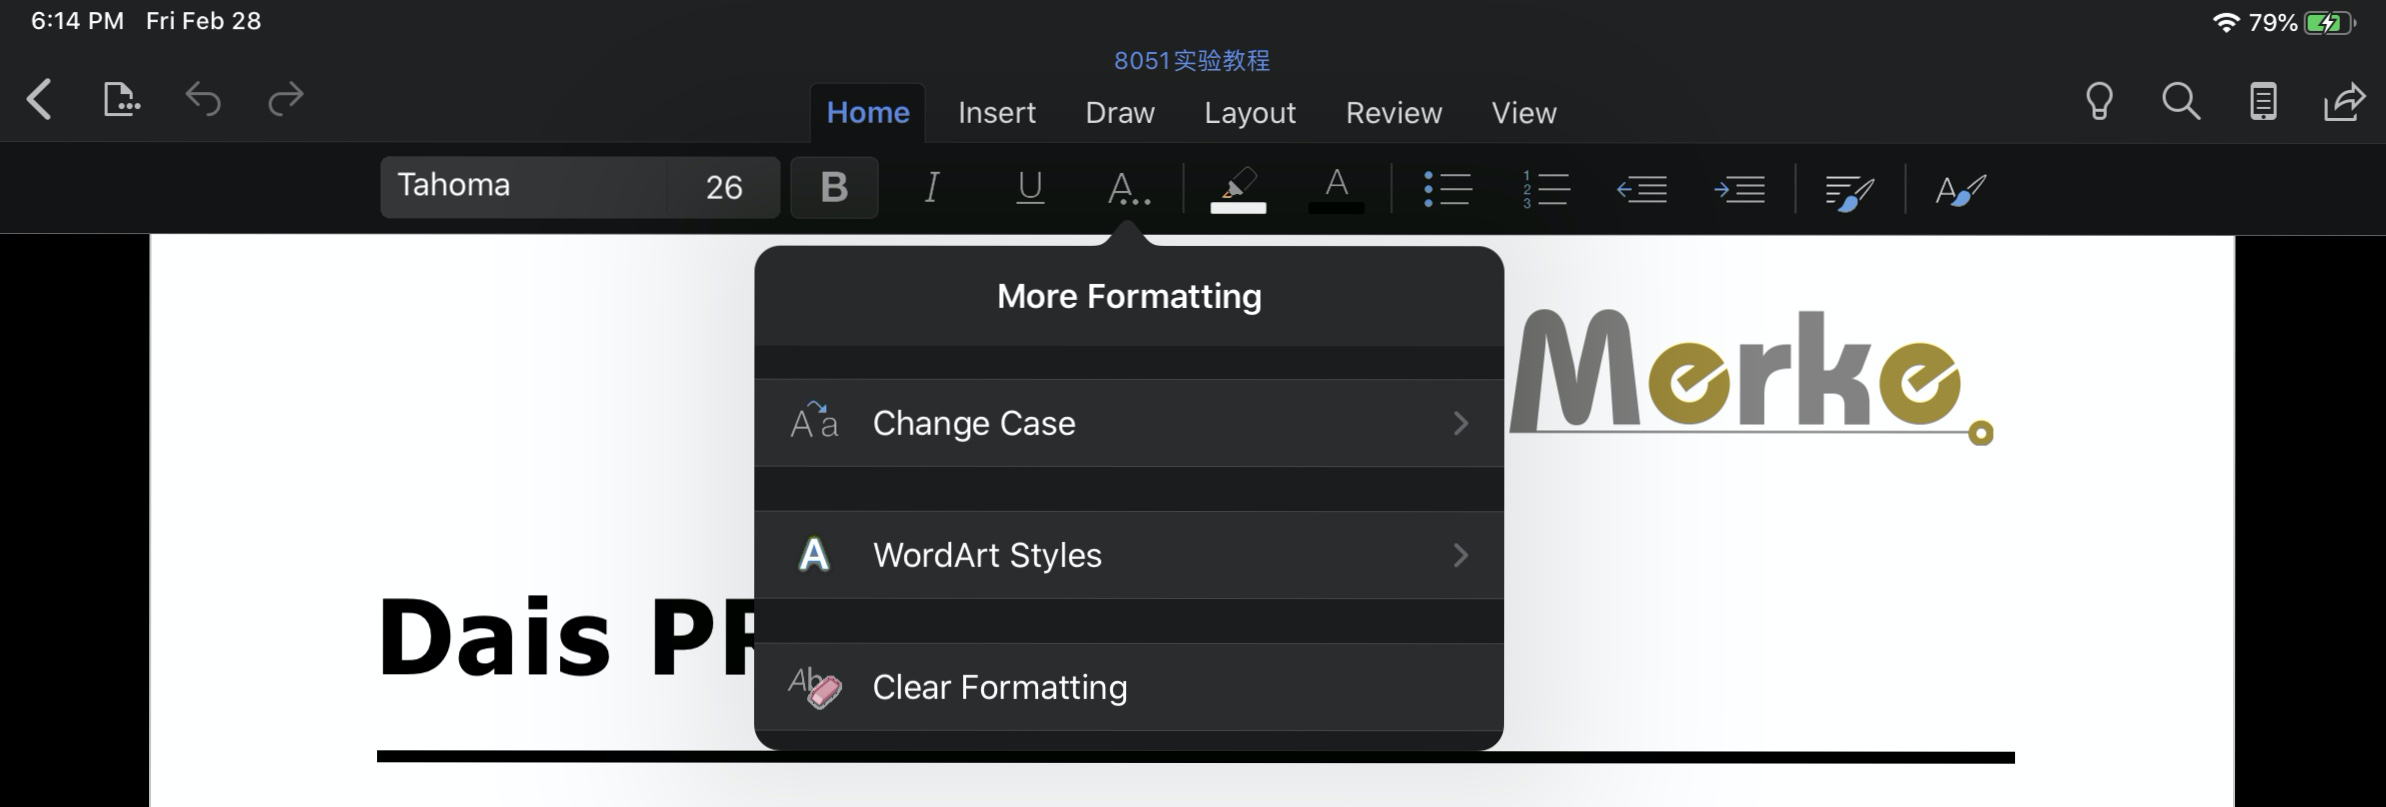 6:14 PM Fri Feb 28 79%
8051实验教程
Home Insert Draw Layout Review View
Tahoma 26 B I U A... A
More Formatting
Merke
Change Case
WordArt Styles
Dais
Clear Formatting